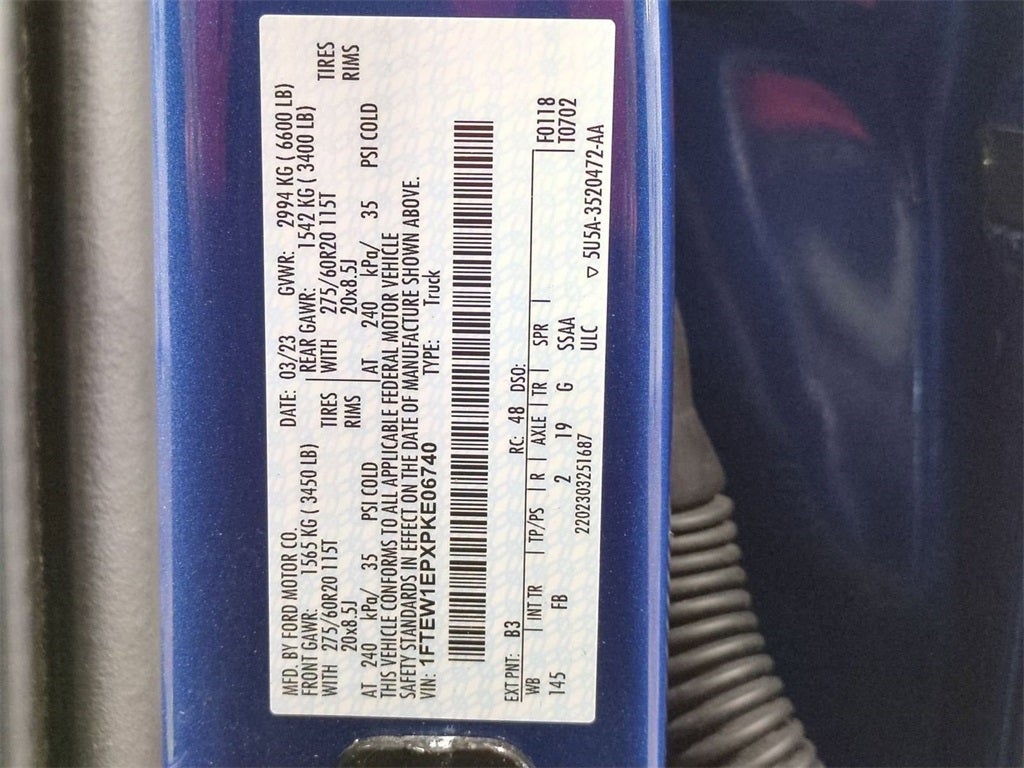 MFD. BY FORD MOTOR CO.
DATE: 03/23 GVWR: 2994 KG ( 6600 LB)
FRONT GAWR: 1565 KG ( 3450 LB)
REAR GAWR: 1542 KG ( 3400 LB)
WITH 275/60R20 115T TIRES
WITH 275/60R20 115T TIRES
20x8.5J RIMS
20x8.5J RIMS
AT 240 kPa/ 35 PSI COLD
AT 240 kPa/ 35 PSI COLD
THIS VEHICLE CONFORMS TO ALL APPLICABLE FEDERAL MOTOR VEHICLE
SAFETY STANDARDS IN EFFECT ON THE DATE OF MANUFACTURE SHOWN ABOVE.
VIN: 1FTEW1EPXPKE06740 TYPE: Truck
EXT PNT: B3 RC: 48 DSO:
WB | INT TR | TP/PS | R | AXLE | TR | SPR | F0118
145 FB 2 19 G SSAA T0702
2202303251687 ULC ▽ 5U5A-3520472-AA